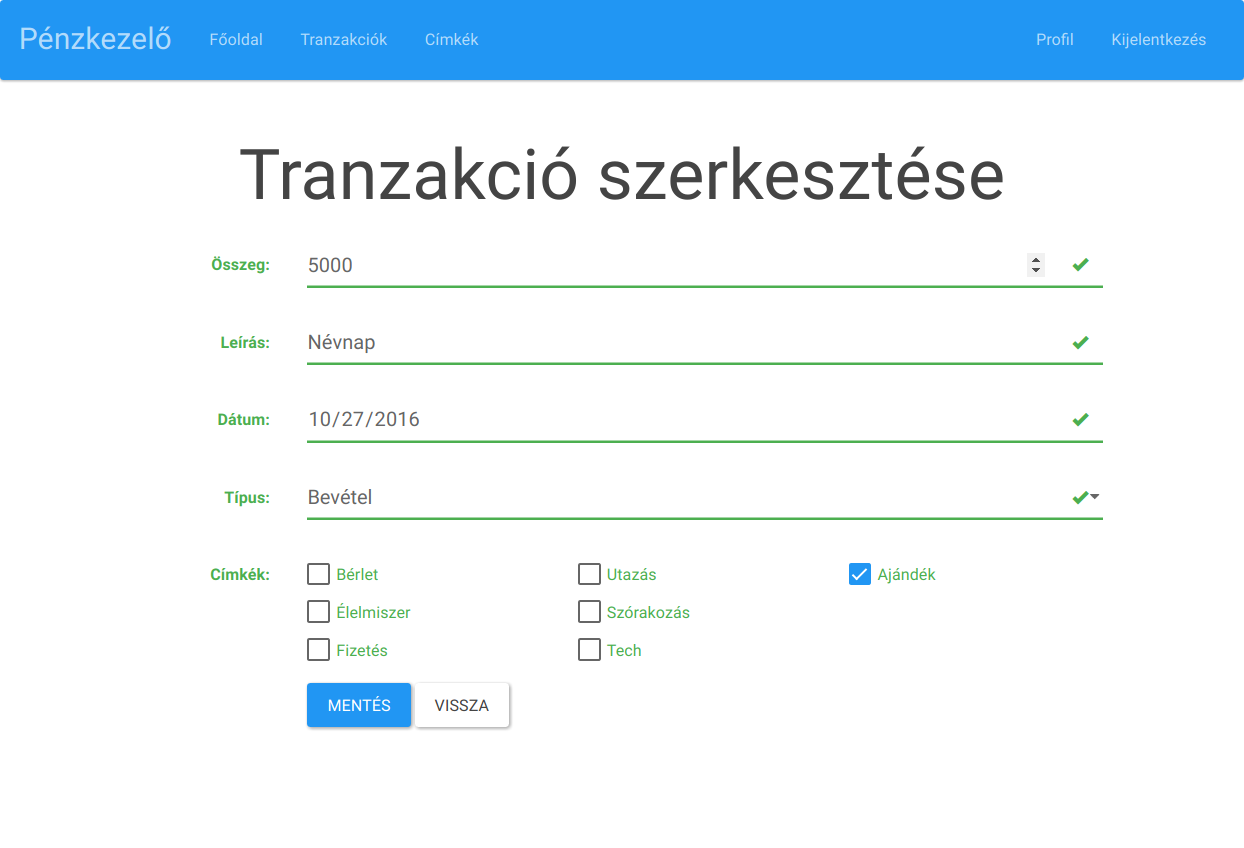 Pénzkezelő Főoldal Tranzakciók Címkék Profil Kijelentkezés
Tranzakció szerkesztése
Összeg: 5000
Leírás: Névnap
Dátum: 10/27/2016
Típus: Bevétel
Címkék: Bérlet Utazás Ajándék
Élelmiszer Szórakozás
Fizetés Tech
MENTÉS VISSZA